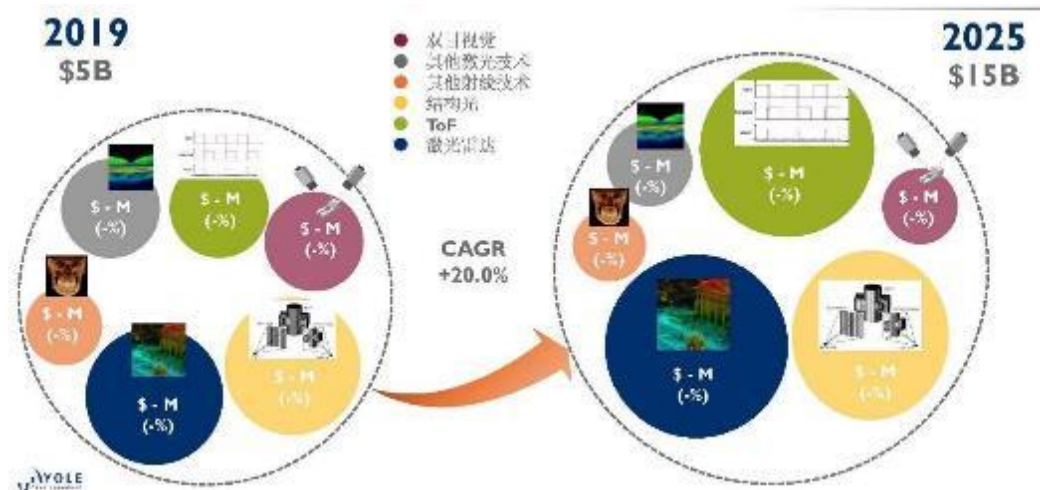 2019
$5B
双目视觉
其他激光技术
其他射线技术
结构光
ToF
激光雷达
2025
$15B
$ - M
(-%)
$ - M
(-%)
$ - M
(-%)
$ - M
(-%)
$ - M
(-%)
$ - M
(-%)
CAGR
+20.0%
$ - M
(-%)
$ - M
(-%)
$ - M
(-%)
$ - M
(-%)
$ - M
(-%)
$ - M
(-%)
YOLE